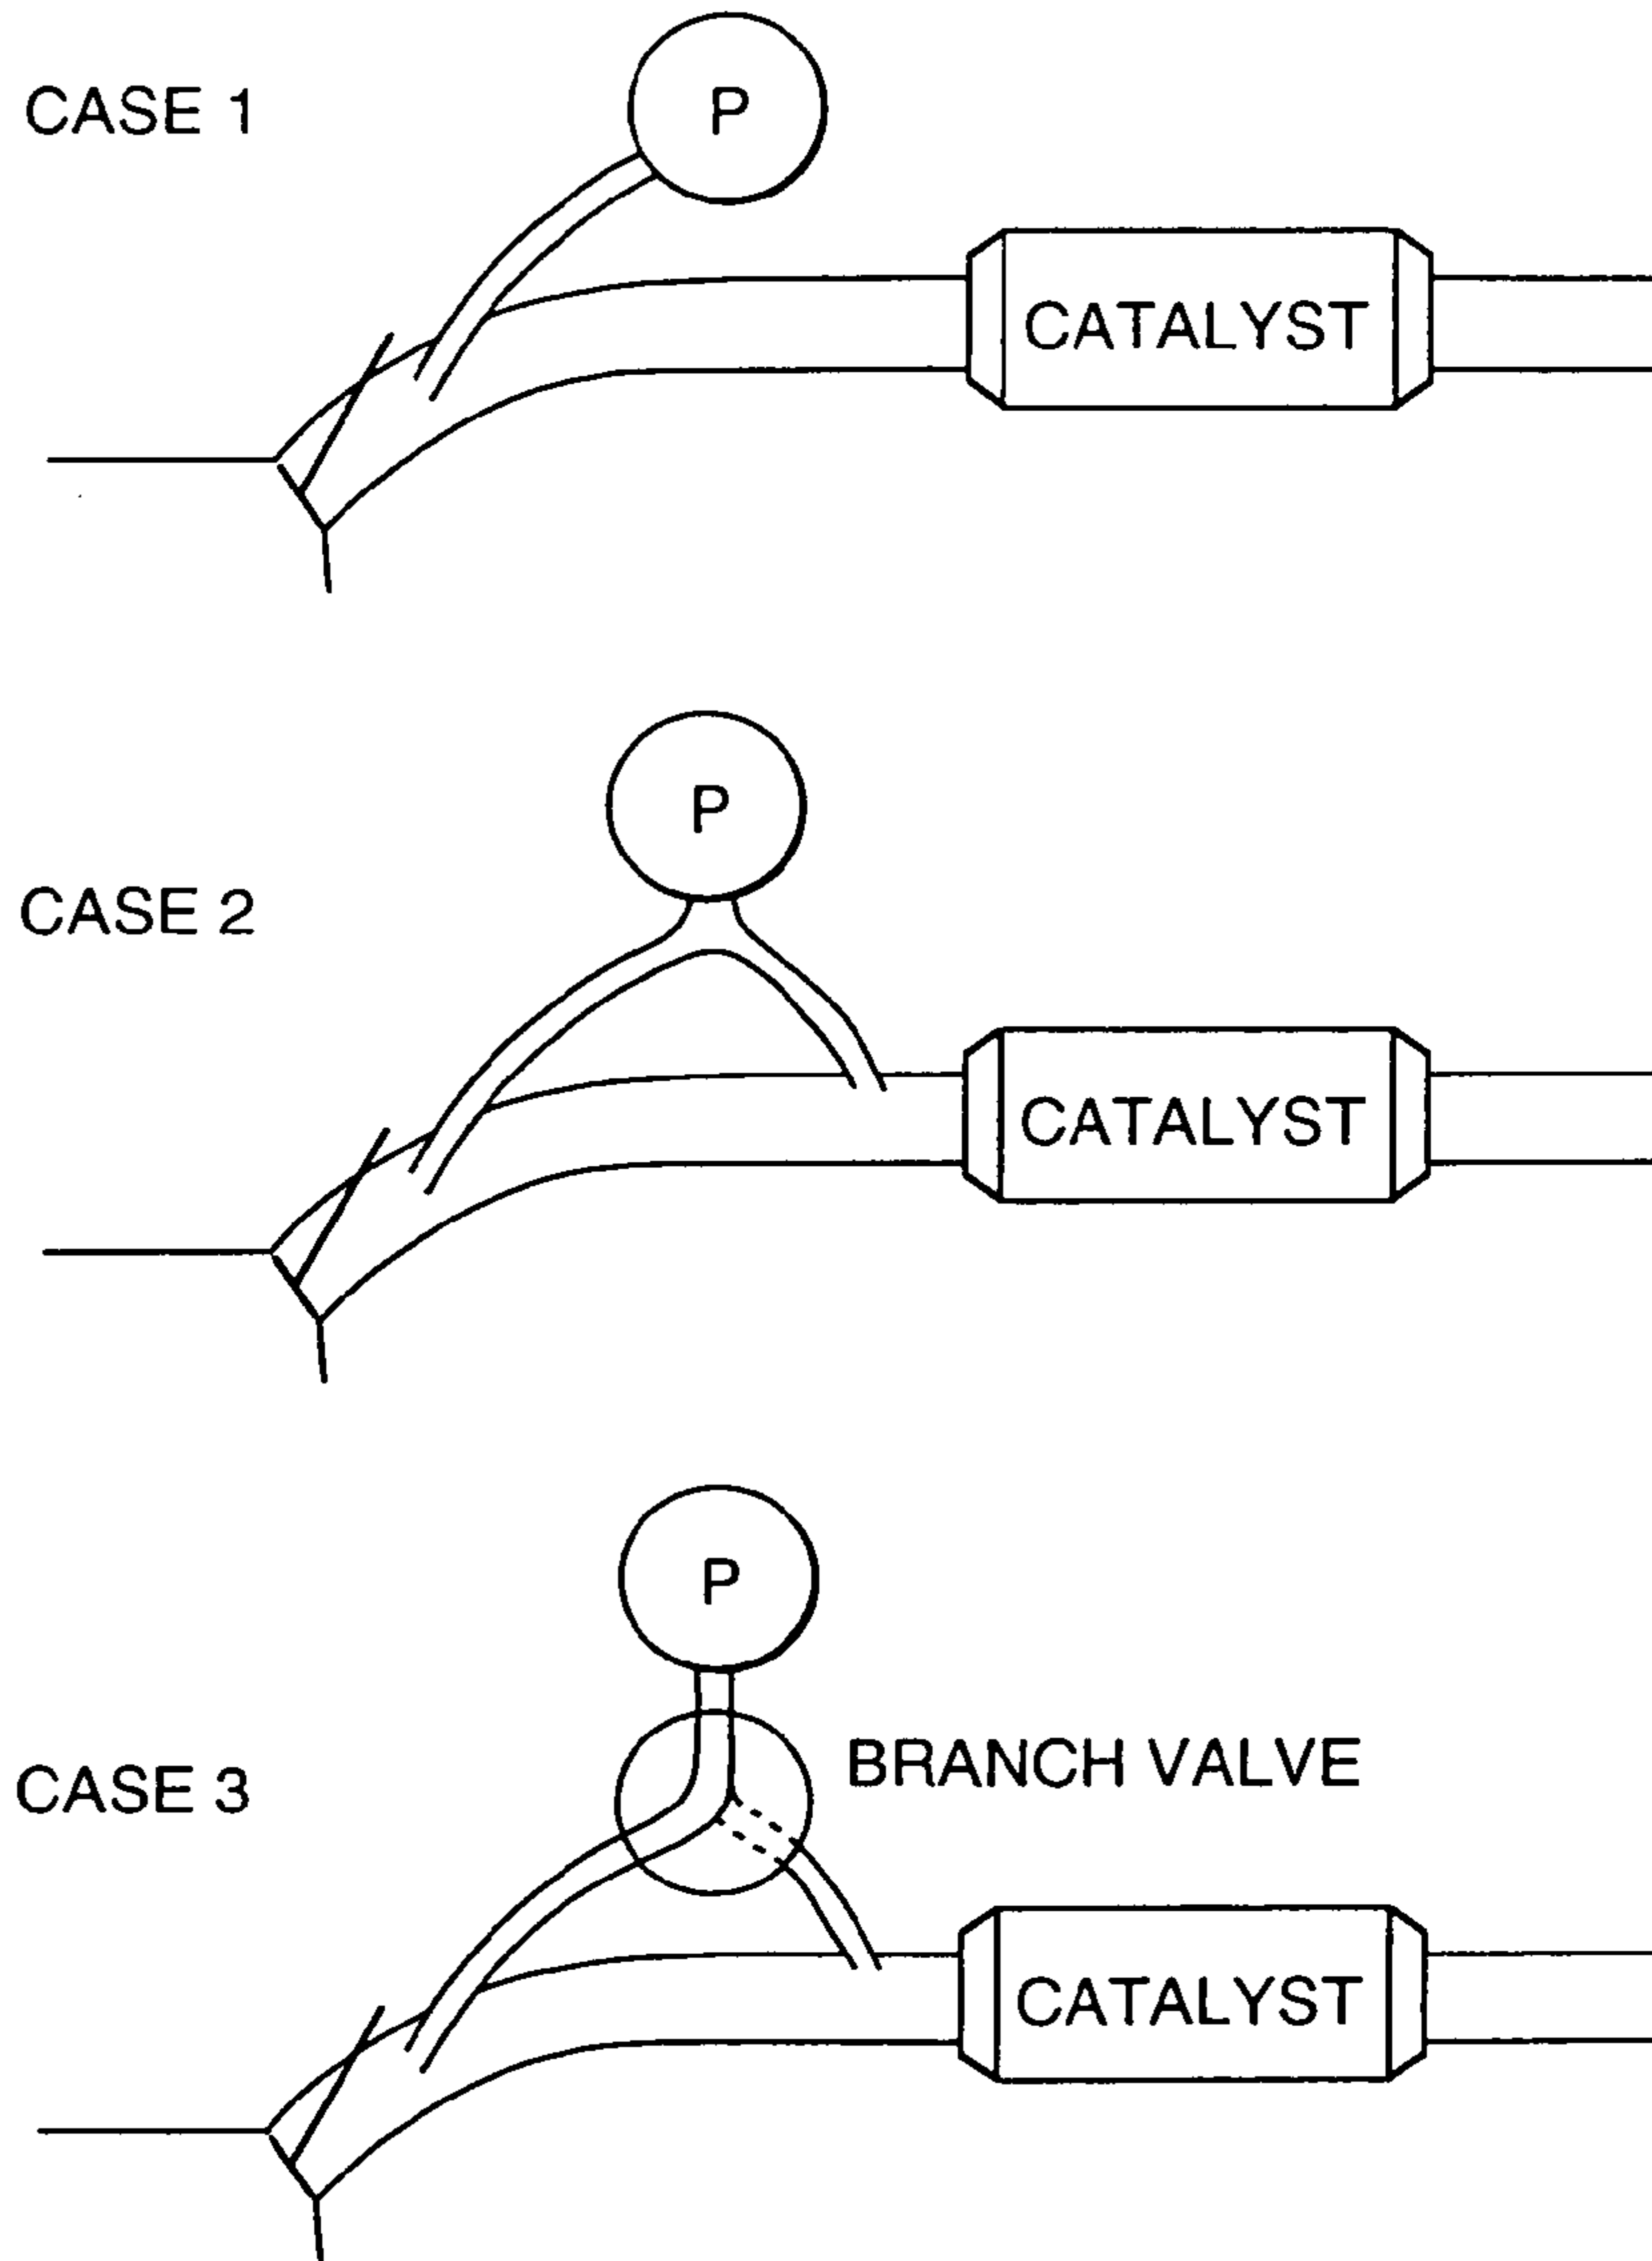 CASE 1
P
CATALYST
CASE 2
P
CATALYST
CASE 3
P
BRANCH VALVE
CATALYST